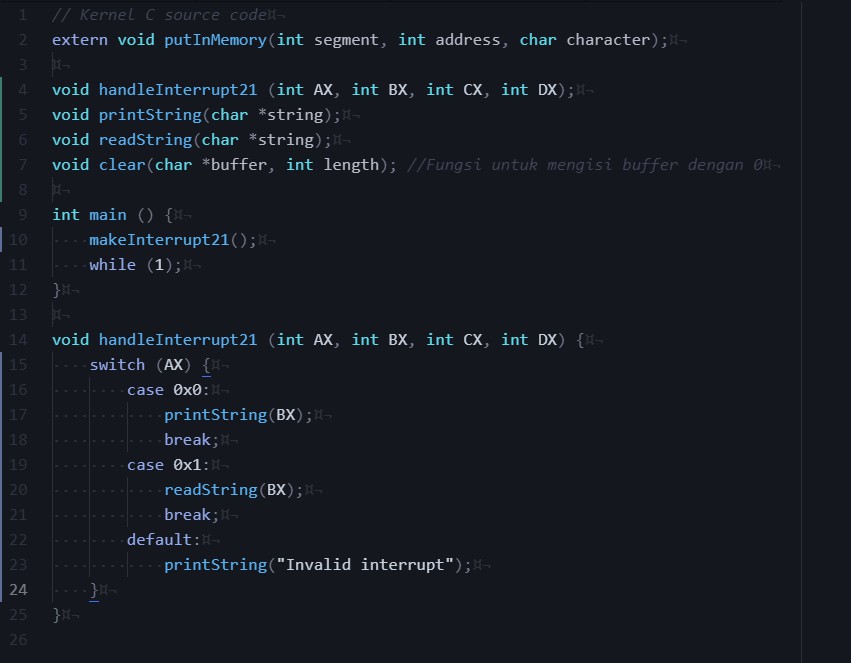 1 // Kernel C source code¤¬
2 extern void putInMemory(int segment, int address, char character);¤¬
3 ¤¬
4 void handleInterrupt21 (int AX, int BX, int CX, int DX);¤¬
5 void printString(char *string);¤¬
6 void readString(char *string);¤¬
7 void clear(char *buffer, int length); //Fungsi untuk mengisi buffer dengan 0¤¬
8 ¤¬
9 int main () {¤¬
10 ····makeInterrupt21();¤¬
11 ····while (1);¤¬
12 }¤¬
13 ¤¬
14 void handleInterrupt21 (int AX, int BX, int CX, int DX) {¤¬
15 ····switch (AX) {¤¬
16 ········case 0x0:¤¬
17 ············printString(BX);¤¬
18 ············break;¤¬
19 ········case 0x1:¤¬
20 ············readString(BX);¤¬
21 ············break;¤¬
22 ········default:¤¬
23 ············printString("Invalid interrupt");¤¬
24 ····}¤¬
25 }¤¬
26